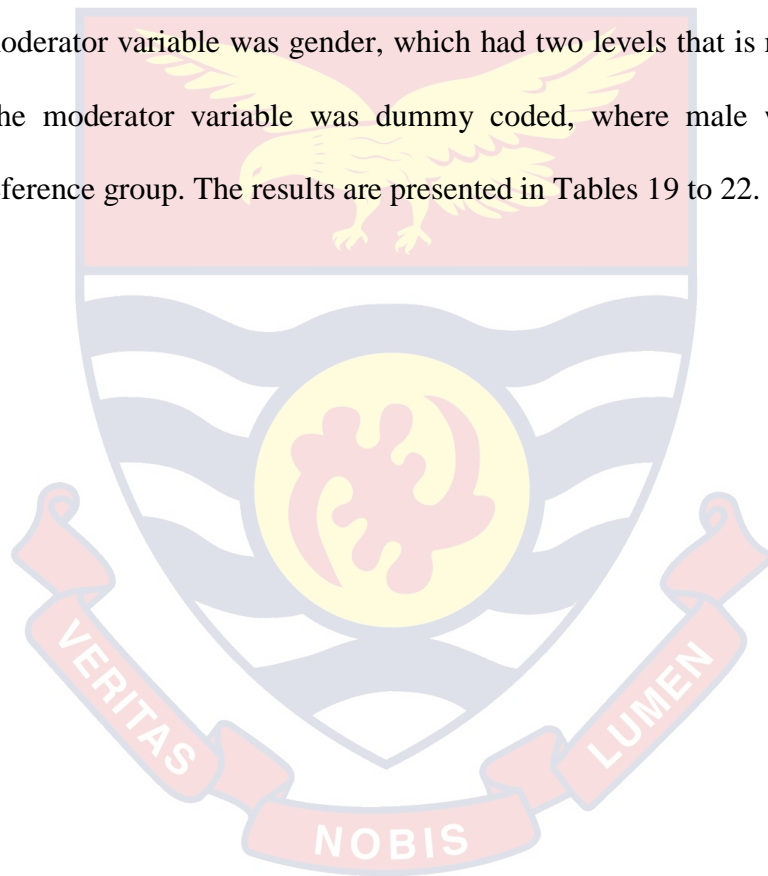 oderator variable was gender, which had two levels that is
he moderator variable was dummy coded, where male
eference group. The results are presented in Tables 19 to 22.
VERITAS
NOBIS
LUMEN